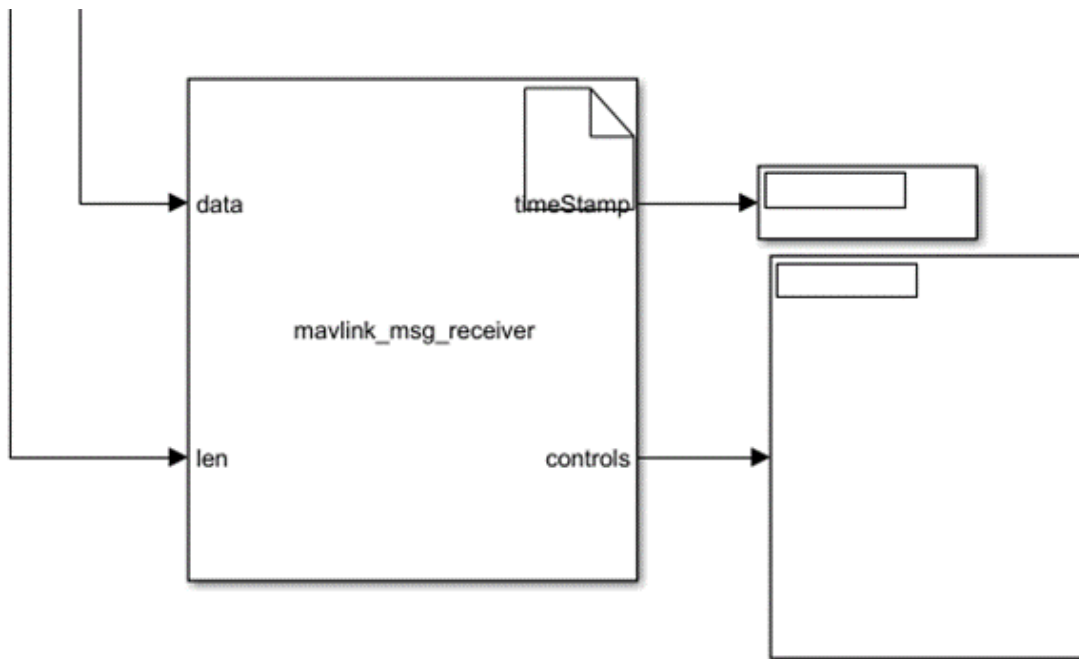 data
timeStamp
mavlink_msg_receiver
len
controls